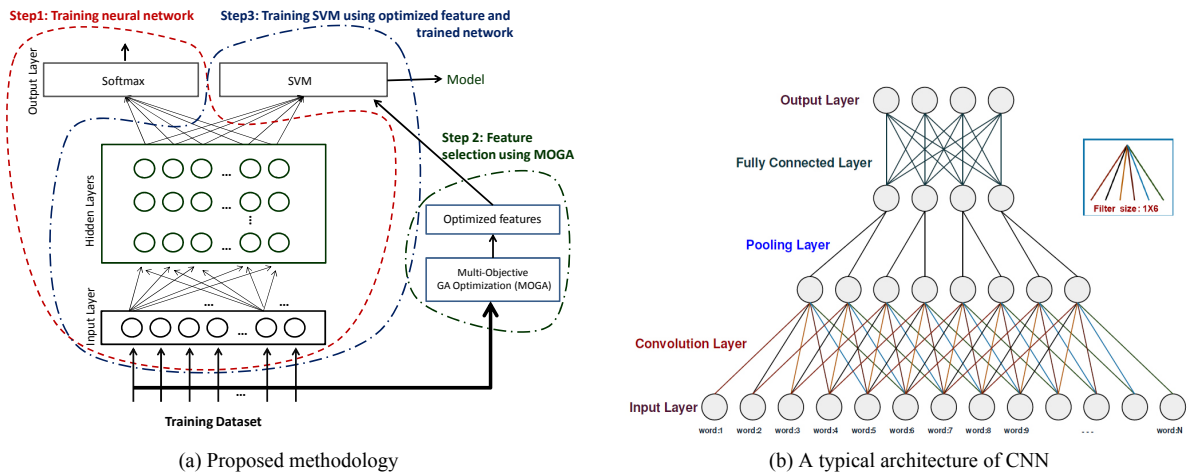 Step1: Training neural network
Step3: Training SVM using optimized feature and
trained network
Output Layer
Softmax
SVM
Model
Step 2: Feature
selection using MOGA
Hidden Layers
...
...
...
...
Optimized features
Multi-Objective
GA Optimization (MOGA)
Input Layer
... ...
...
...
Training Dataset
(a) Proposed methodology
Output Layer
Fully Connected Layer
Filter size: 1X6
Pooling Layer
Convolution Layer
Input Layer
word:1 word:2 word:3 word:4 word:5 word:6 word:7 word:8 word:9 ... word:N
(b) A typical architecture of CNN